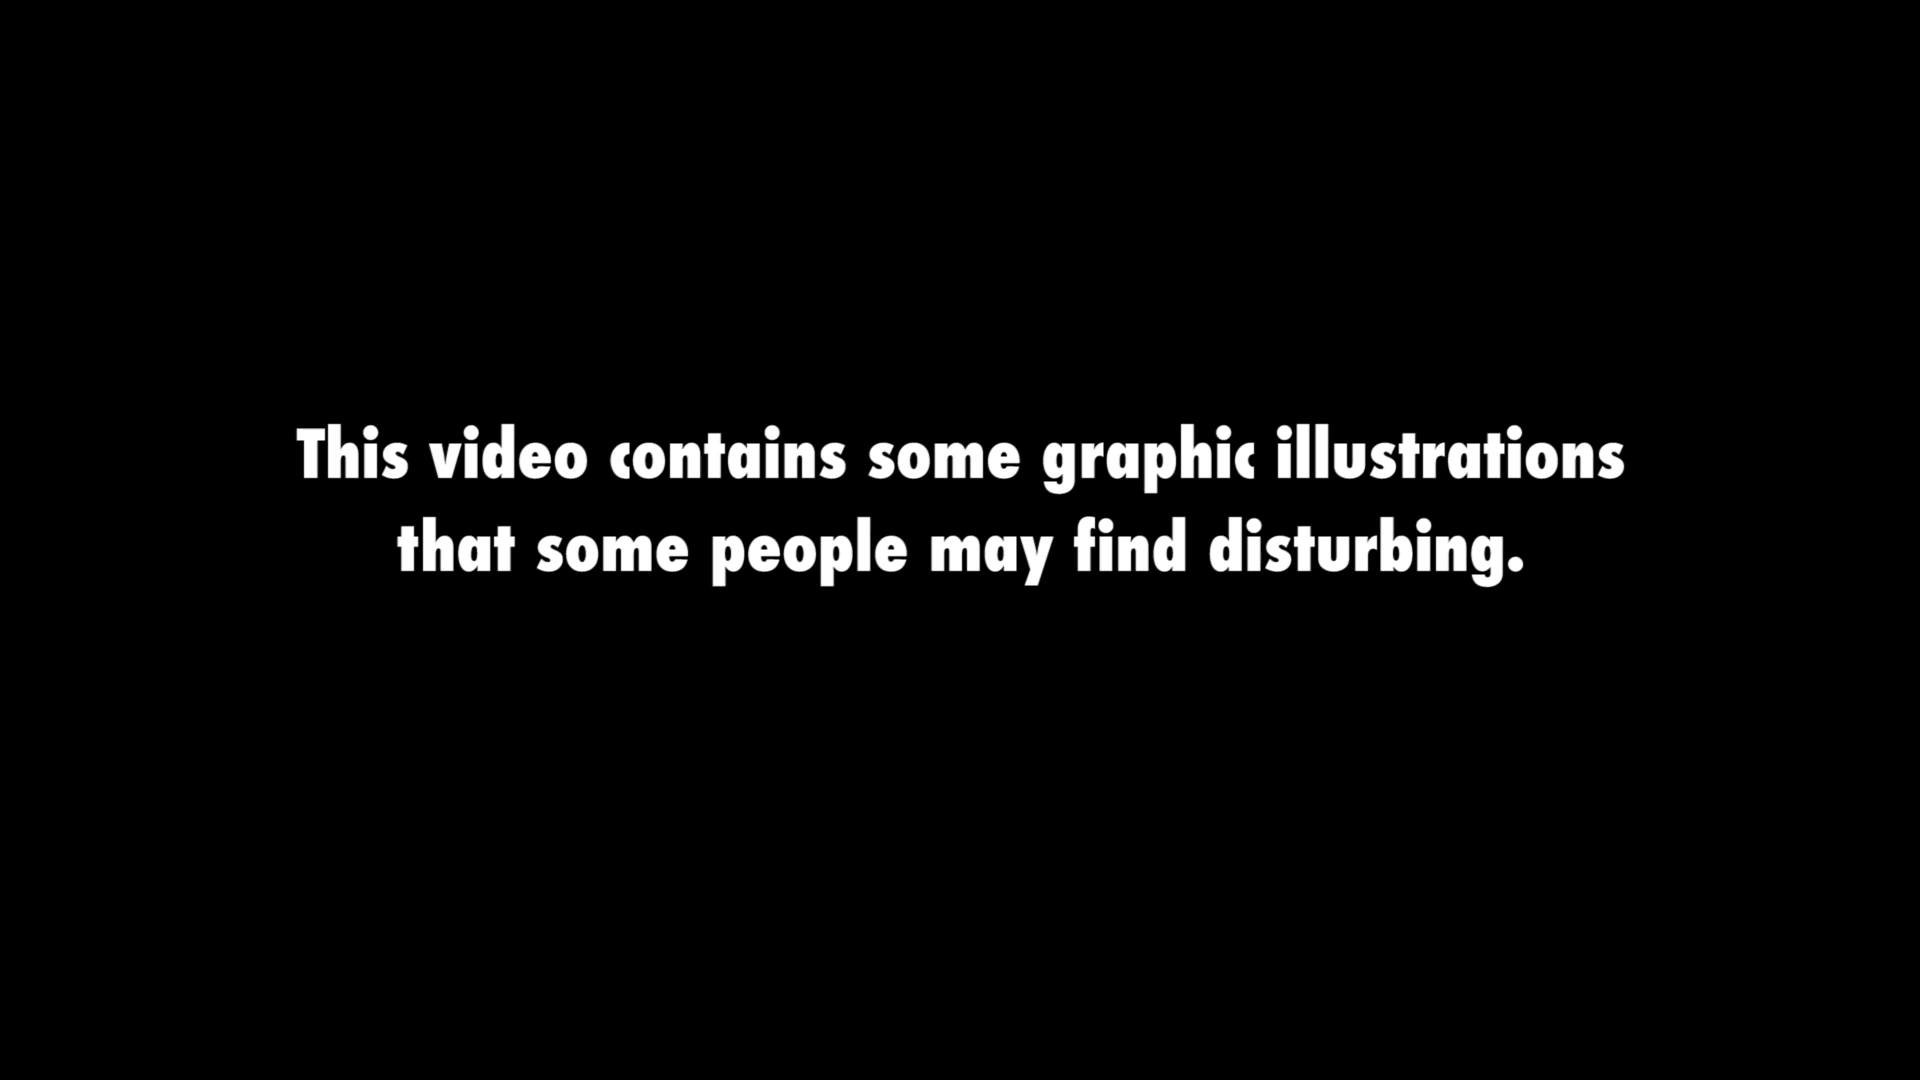 This video contains some graphic illustrations
that some people may find disturbing.